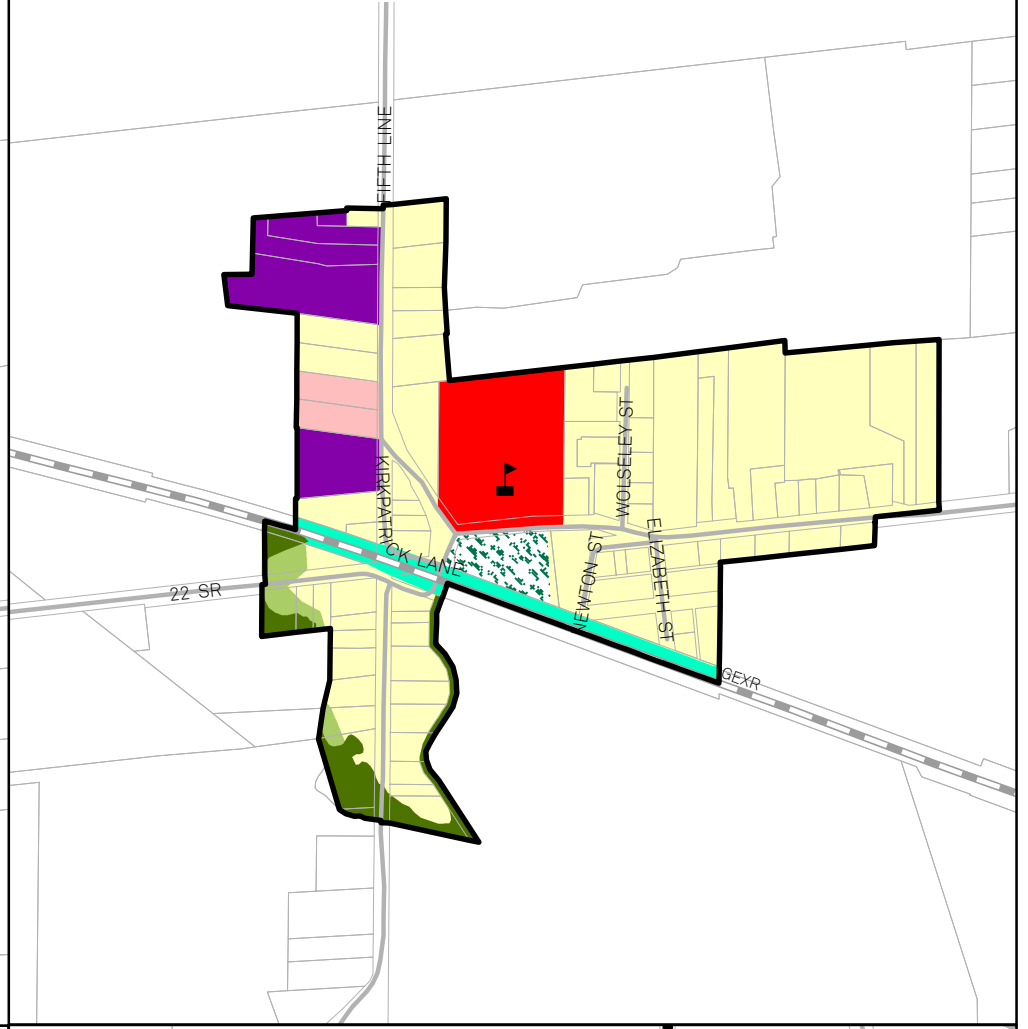 FIFTH LINE
WOLSELEY ST
KIRKPATRICK LANE
ELIZABETH ST
NEWTON ST
22 SR
GEXR